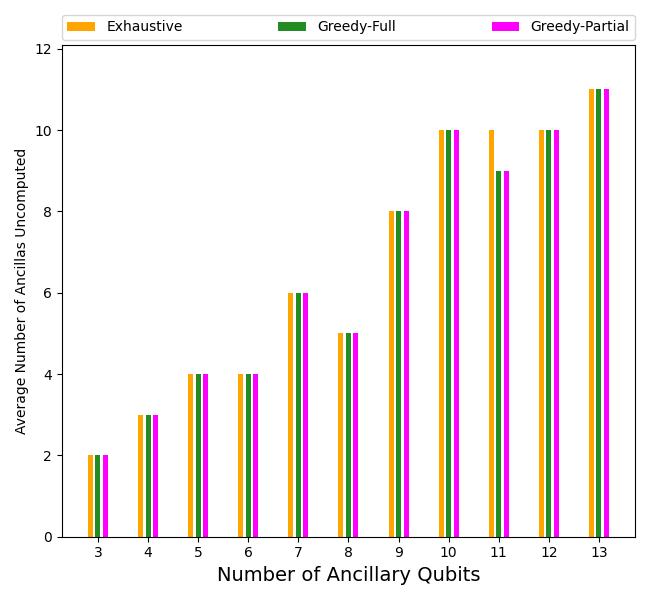 Exhaustive Greedy-Full Greedy-Partial
12
10
8
6
4
2
0
Average Number of Ancillas Uncomputed
3 4 5 6 7 8 9 10 11 12 13
Number of Ancillary Qubits